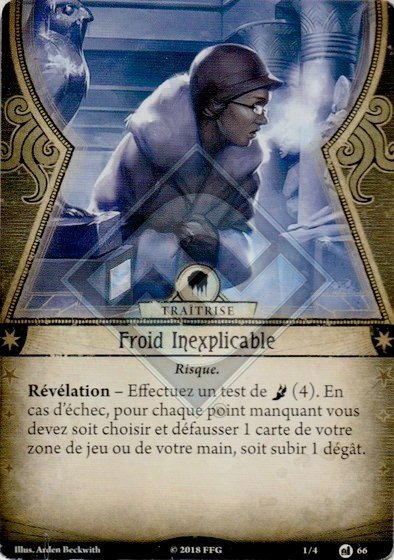 TRAÎTRISE
Froid Inexplicable
Risque.
Révélation – Effectuez un test de (4). En
cas d'échec, pour chaque point manquant vous
devez soit choisir et défausser 1 carte de votre
zone de jeu ou de votre main, soit subir 1 dégât.
Illus. Arden Beckwith © 2018 FFG 1/4 66